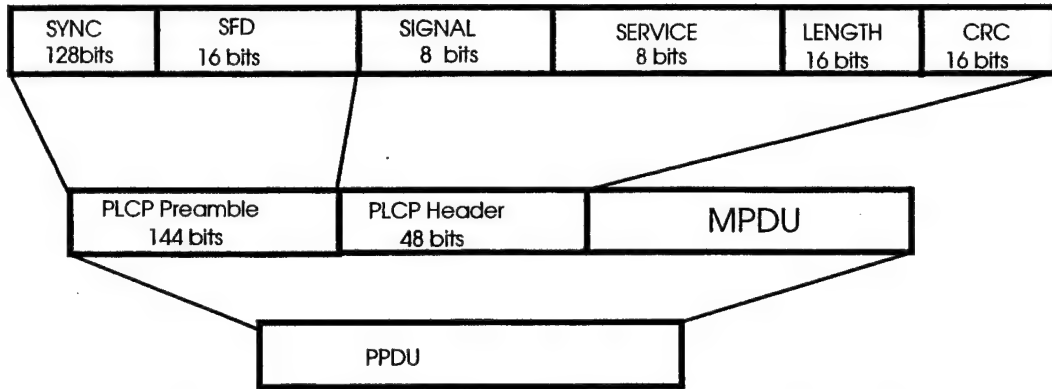 SYNC
128bits
SFD
16 bits
SIGNAL
8 bits
SERVICE
8 bits
LENGTH
16 bits
CRC
16 bits
PLCP Preamble
144 bits
PLCP Header
48 bits
MPDU
PPDU